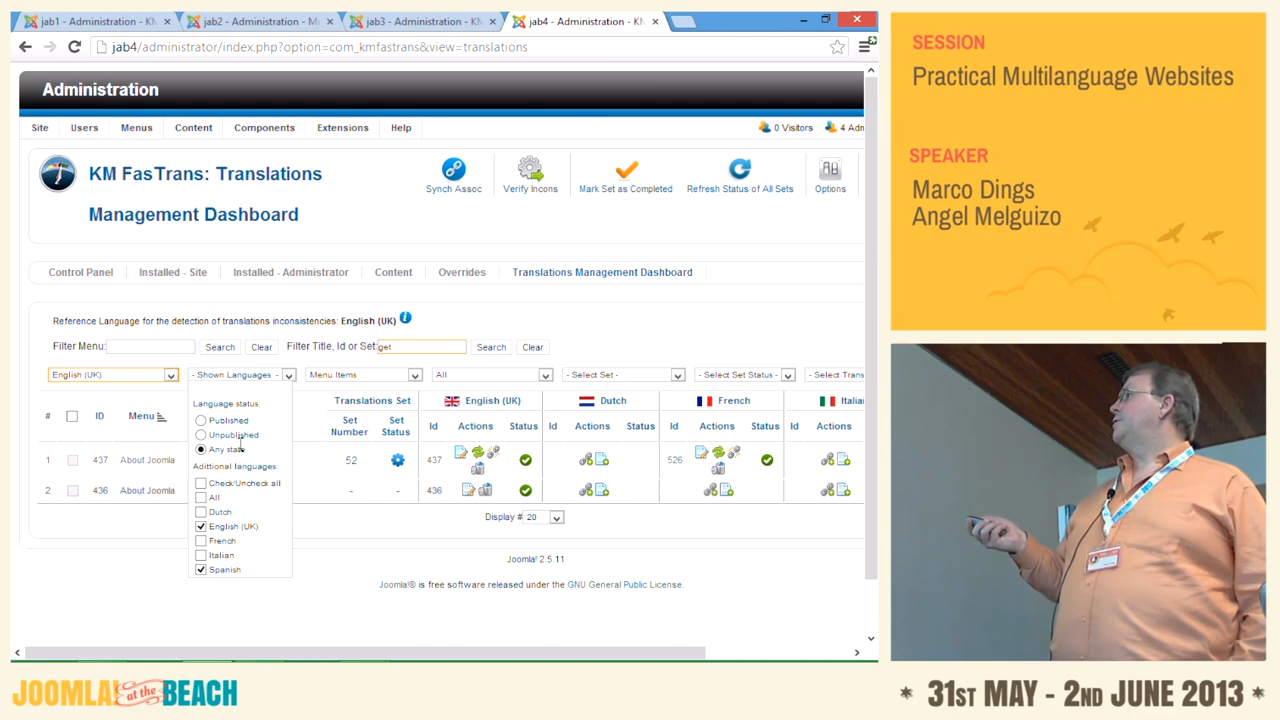 jab1 - Administration - KM
jab2 - Administration - M
jab3 - Administration - KM
jab4 - Administration - KM
jab4/administrator/index.php?option=com_kmfastrans&view=translations
Administration
Site Users Menus Content Components Extensions Help
0 Visitors 4 Adm
KM FasTrans: Translations
Management Dashboard
Synch Assoc
Verify Incons
Mark Set as Completed
Refresh Status of All Sets
Options
Control Panel Installed - Site Installed - Administrator Content Overrides Translations Management Dashboard
Reference Language for the detection of translations inconsistencies: English (UK)
Filter Menu: Search Clear Filter Title, Id or Set: get Search Clear
English (UK) - Shown Languages - Menu Items All - Select Set - - Select Set Status - - Select Trans
Language status
Published
Unpublished
Any state
Aditional languages
Check/Uncheck all
All
Dutch
English (UK)
French
Italian
Spanish
Translations Set English (UK) Dutch French Italia
# ID Menu Set Number Set Status Id Actions Status Id Actions Status Id Actions Status Id Actions
1 437 About Joomla 52 437 526
2 436 About Joomla - - 436
Display # 20
Joomla! 2.5.11
Joomla!® is free software released under the GNU General Public License.
SESSION
Practical Multilanguage Websites
SPEAKER
Marco Dings
Angel Melguizo
JOOMLA! at the BEACH
* 31ST MAY - 2ND JUNE 2013 *